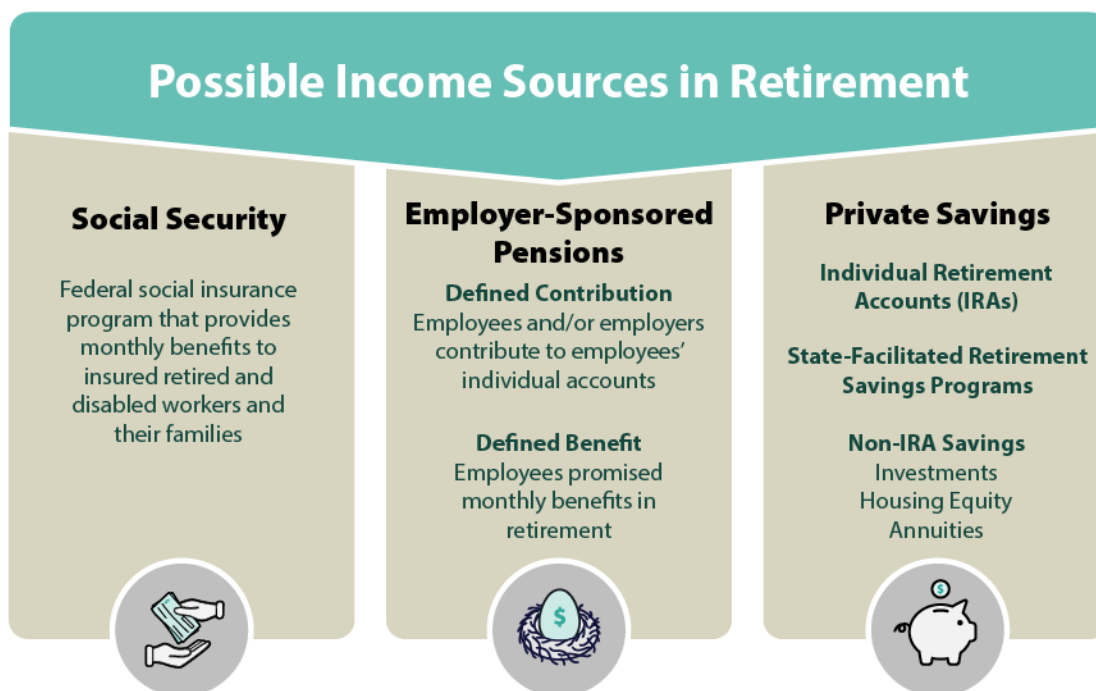 Possible Income Sources in Retirement
Social Security
Federal social insurance
program that provides
monthly benefits to
insured retired and
disabled workers and
their families
Employer-Sponsored
Pensions
Defined Contribution
Employees and/or employers
contribute to employees’
individual accounts
Defined Benefit
Employees promised
monthly benefits in
retirement
$
Private Savings
Individual Retirement
Accounts (IRAs)
State-Facilitated Retirement
Savings Programs
Non-IRA Savings
Investments
Housing Equity
Annuities
$